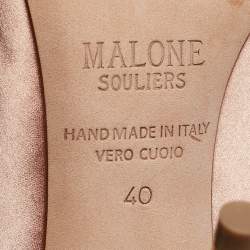 MALONE
SOULIERS
HAND MADE IN ITALY
VERO CUOIO
40